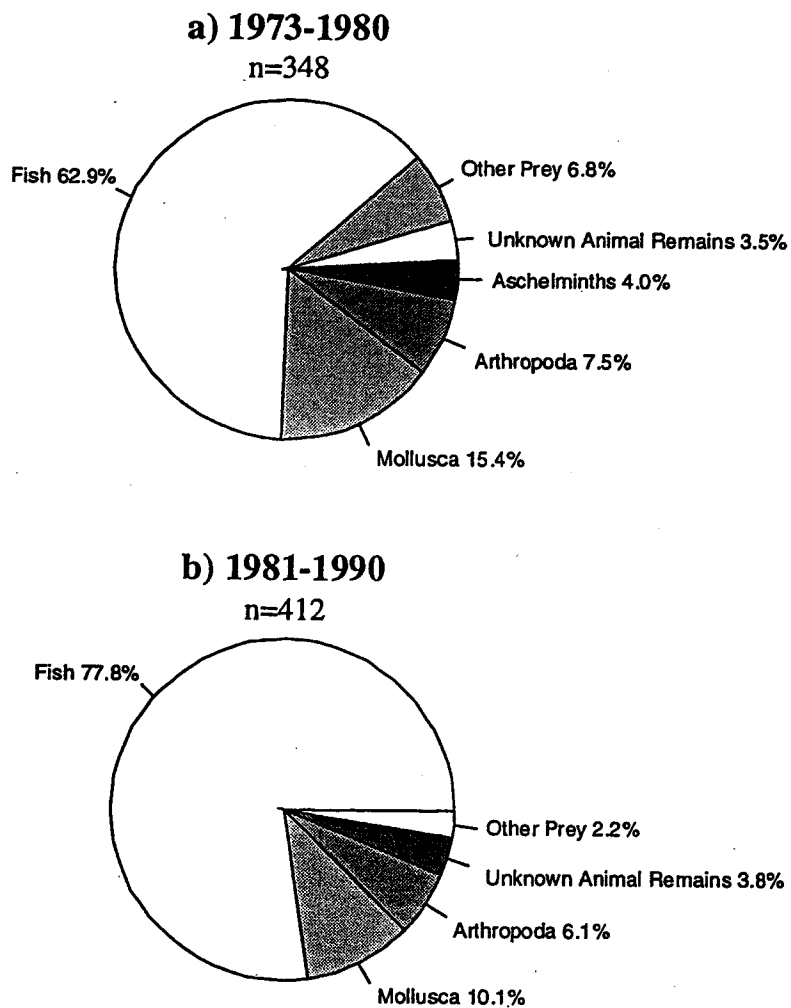 a) 1973-1980
n=348
Fish 62.9%
Other Prey 6.8%
Unknown Animal Remains 3.5%
Aschelminths 4.0%
Arthropoda 7.5%
Mollusca 15.4%
b) 1981-1990
n=412
Fish 77.8%
Other Prey 2.2%
Unknown Animal Remains 3.8%
Arthropoda 6.1%
Mollusca 10.1%